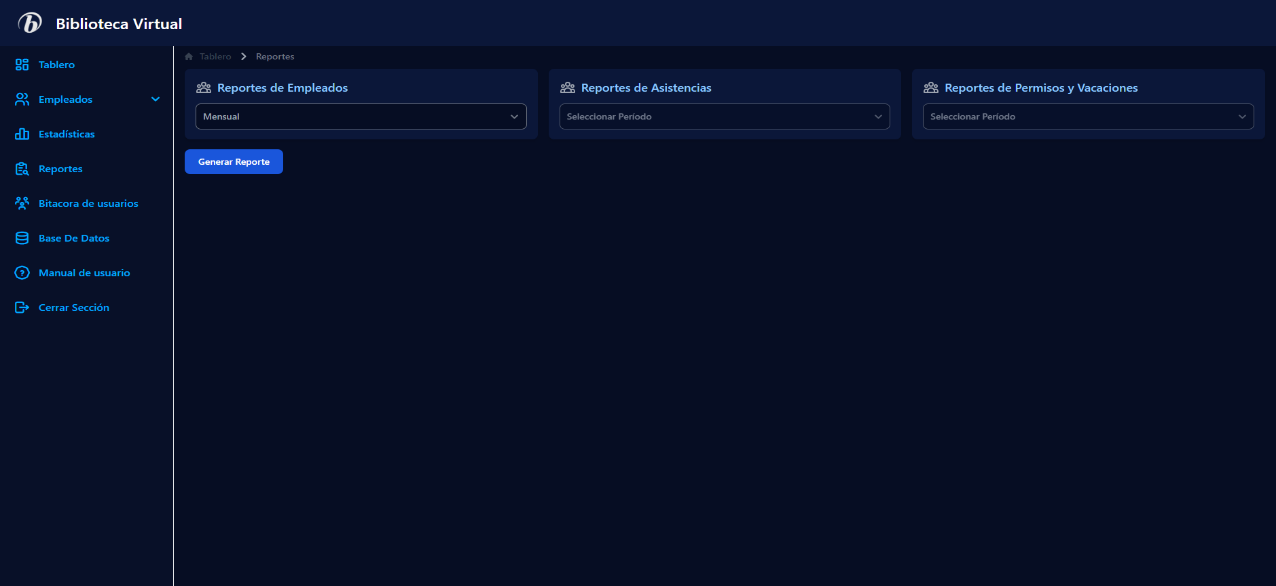 Biblioteca Virtual
Tablero
Empleados
Estadísticas
Reportes
Bitacora de usuarios
Base De Datos
Manual de usuario
Cerrar Sección
Tablero > Reportes
Reportes de Empleados
Mensual
Reportes de Asistencias
Seleccionar Período
Reportes de Permisos y Vacaciones
Seleccionar Período
Generar Reporte